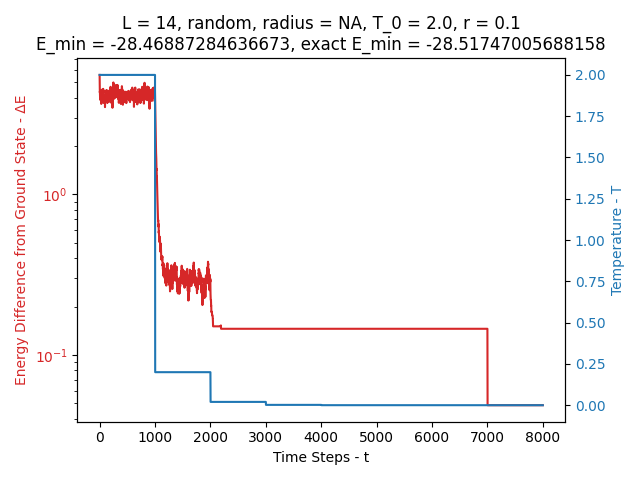 L = 14, random, radius = NA, T_0 = 2.0, r = 0.1
E_min = -28.46887284636673, exact E_min = -28.51747005688158
Energy Difference from Ground State - ΔE
10^0
10^-1
2.00
1.75
1.50
1.25
1.00
0.75
0.50
0.25
0.00
Temperature - T
0 1000 2000 3000 4000 5000 6000 7000 8000
Time Steps - t